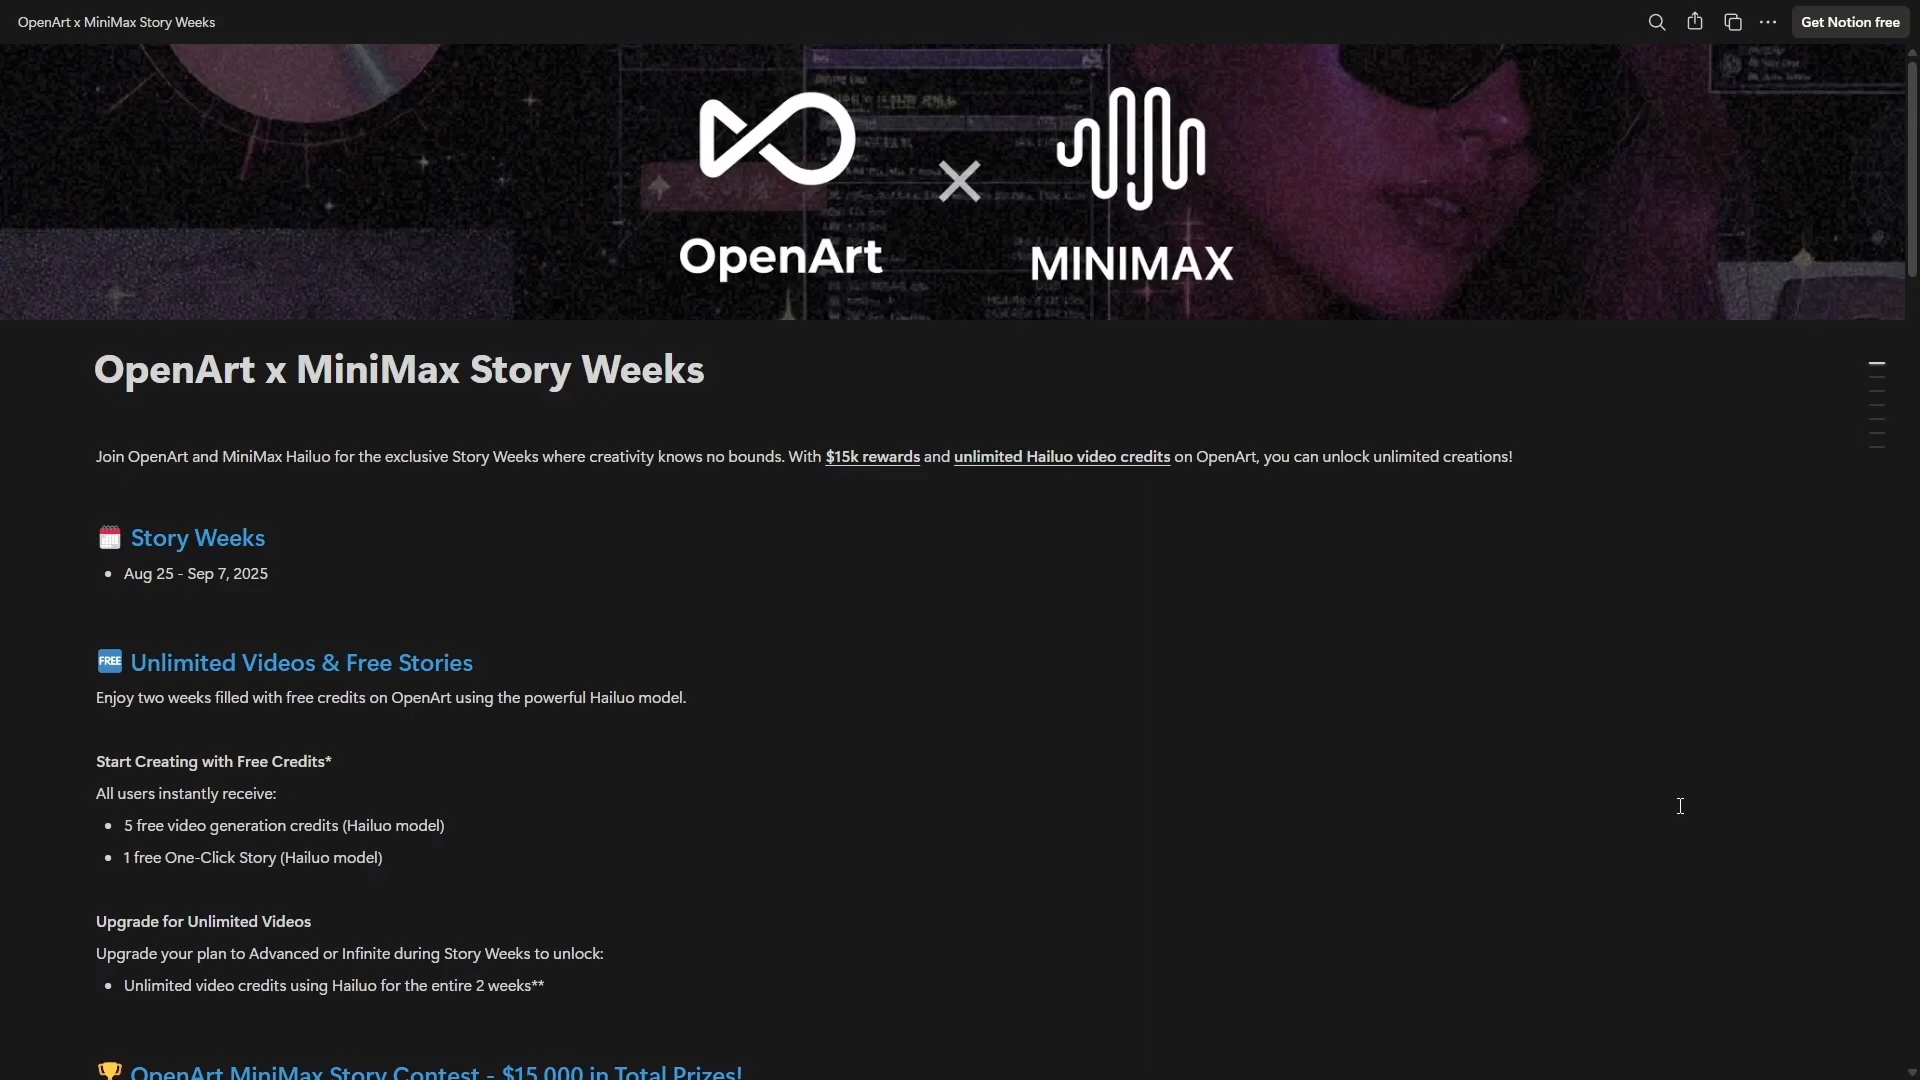 OpenArt x MiniMax Story Weeks
Get Notion free
OpenArt
MINIMAX
OpenArt x MiniMax Story Weeks
Join OpenArt and MiniMax Hailuo for the exclusive Story Weeks where creativity knows no bounds. With $15k rewards and unlimited Hailuo video credits on OpenArt, you can unlock unlimited creations!
Story Weeks
• Aug 25 - Sep 7, 2025
FREE Unlimited Videos & Free Stories
Enjoy two weeks filled with free credits on OpenArt using the powerful Hailuo model.
Start Creating with Free Credits*
All users instantly receive:
• 5 free video generation credits (Hailuo model)
• 1 free One-Click Story (Hailuo model)
Upgrade for Unlimited Videos
Upgrade your plan to Advanced or Infinite during Story Weeks to unlock:
• Unlimited video credits using Hailuo for the entire 2 weeks**
OpenArt MiniMax Story Contest - $15,000 in Total Prizes!